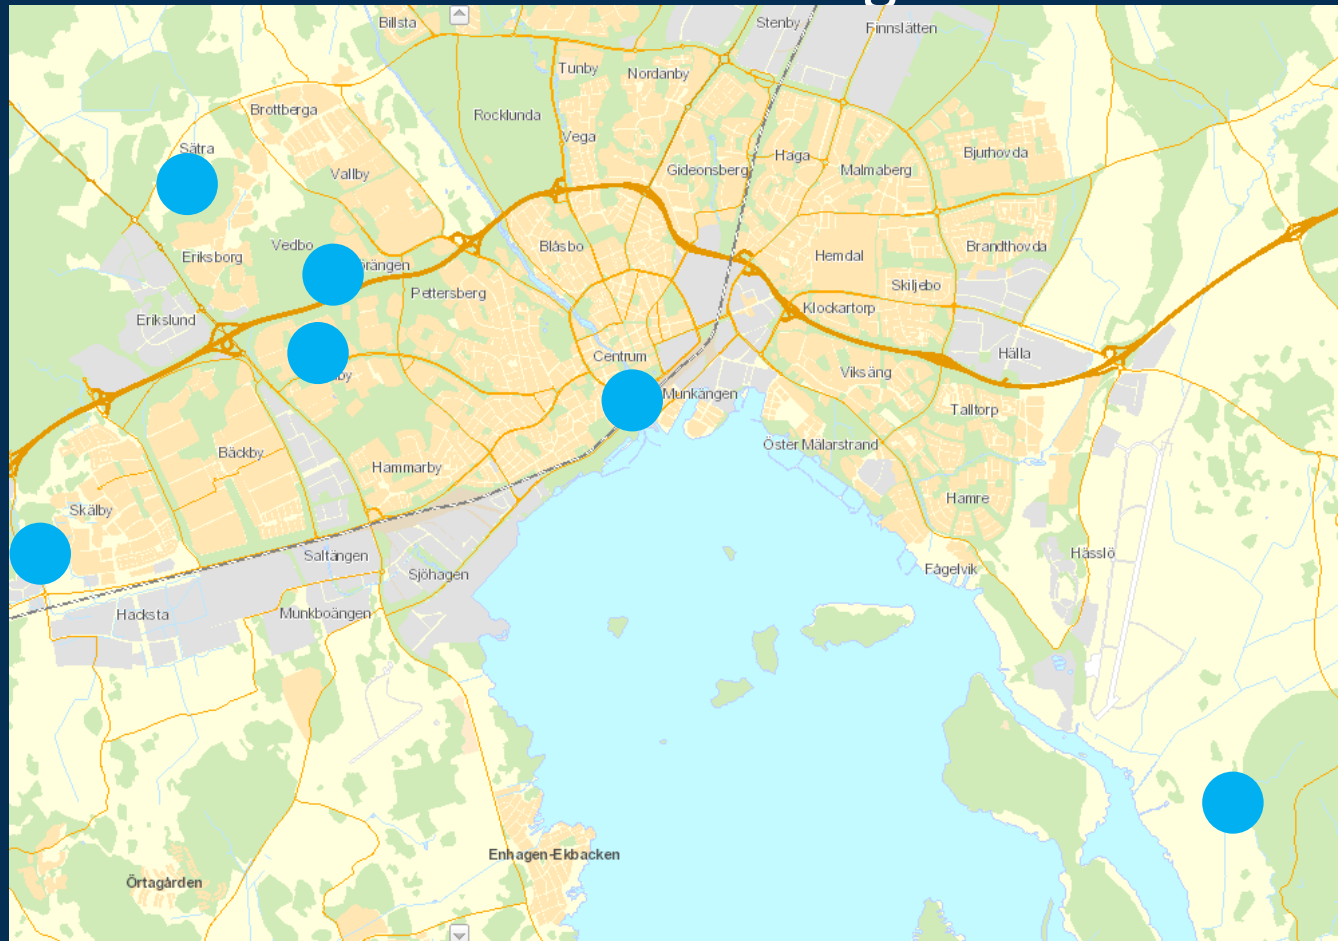 Billsta
Stenby
Finnslätten
Tunby
Nordanby
Brottberga
Rocklunda
Vega
Sätra
Haga
Bjurhovda
Gideonsberg
Malmaberg
Vallby
Vedbo
Blåsbo
Brandthovda
Eriksborg
Hemdal
Pettersberg
Skiljebo
Klockartorp
Erikslund
Centrum
Hälla
Viksäng
Munkängen
Talltorp
Öster Mälarstrand
Bäckby
Hammarby
Hamre
Skälby
Saltängen
Hässlö
Sjöhagen
Fågelvik
Hacksta
Munkboängen
Enhagen-Ekbacken
Örtagården